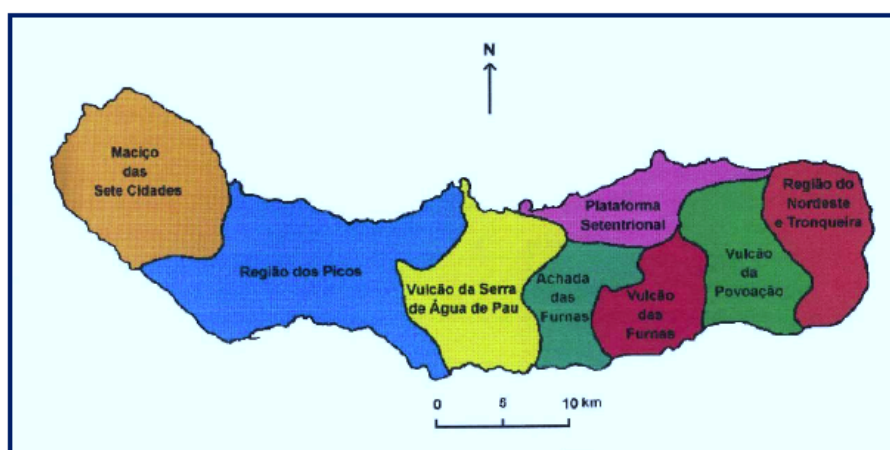 N
Maciço
das
Sete Cidades
Região dos Picos
Vulcão da Serra
de Água de Pau
Plataforma
Setentrional
Achada
das
Furnas
Vulcão
das
Furnas
Vulcão
da
Povoação
Região do
Nordeste
e Tronqueira
0 5 10 km